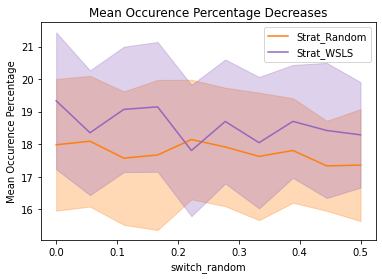 Mean Occurence Percentage Decreases
Strat_Random
Strat_WSLS
Mean Occurence Percentage
21
20
19
18
17
16
0.0 0.1 0.2 0.3 0.4 0.5
switch_random